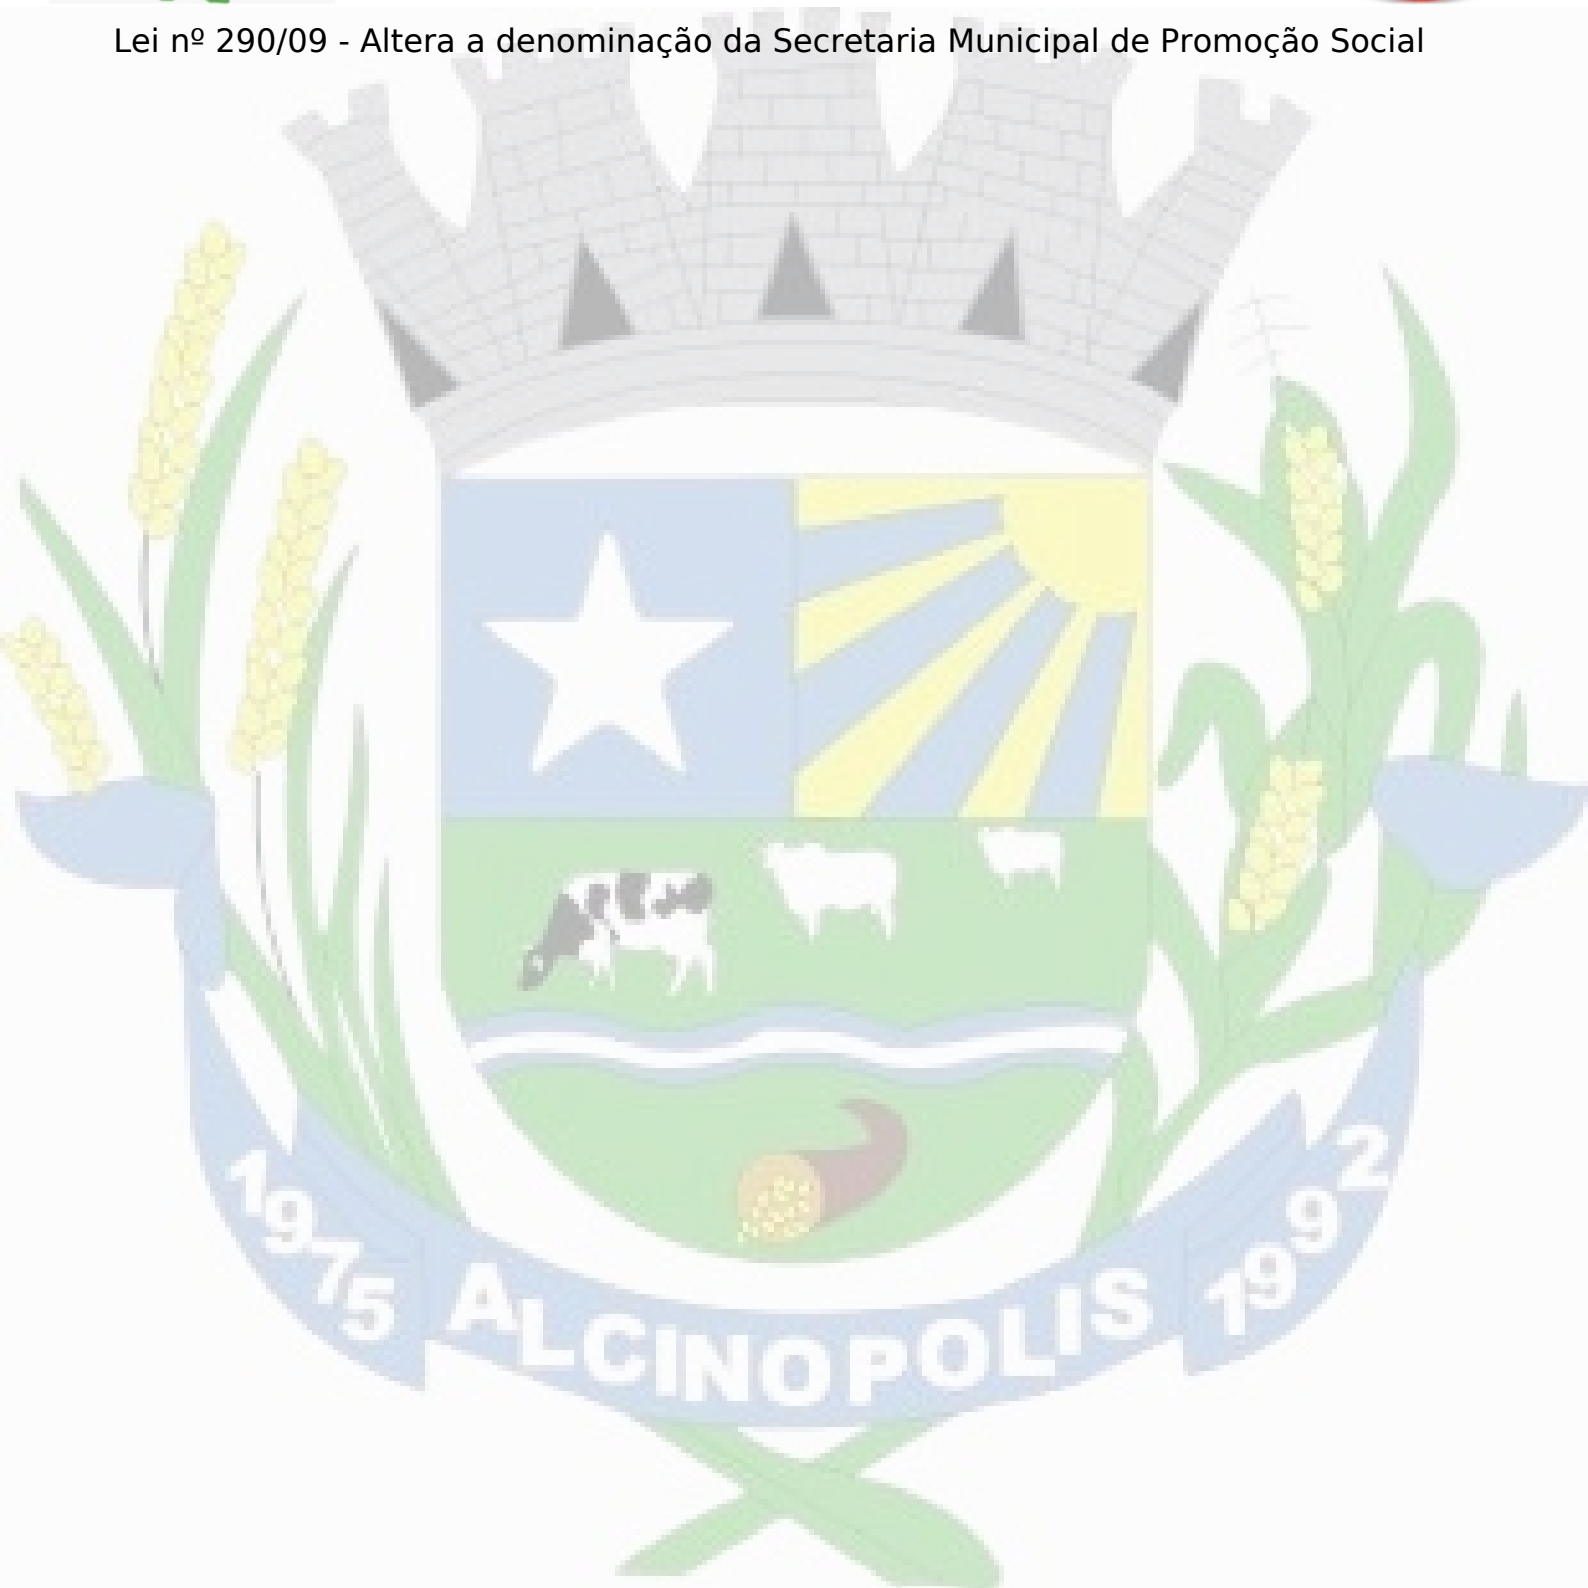 Lei nº 290/09 - Altera a denominação da Secretaria Municipal de Promoção Social
1975 ALCINOPOLIS 1992